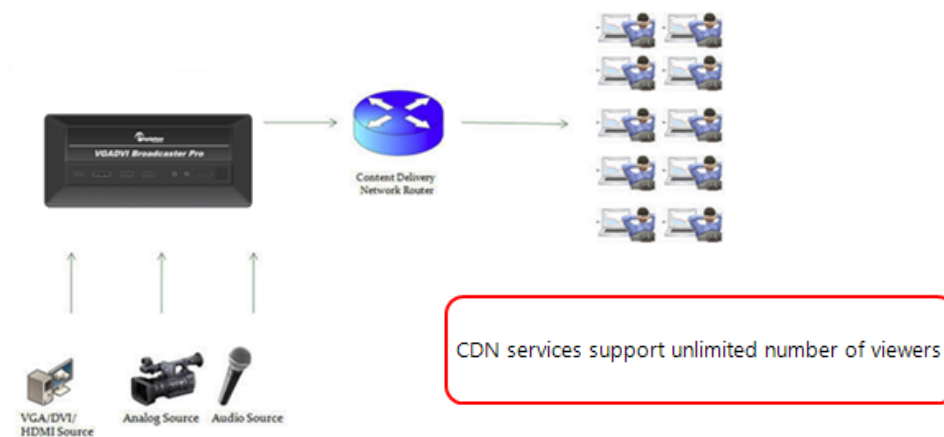 VGADVI Broadcaster Pro
Content Delivery
Network Router
CDN services support unlimited number of viewers
VGA/DVI/
HDMI Source
Analog Source
Audio Source